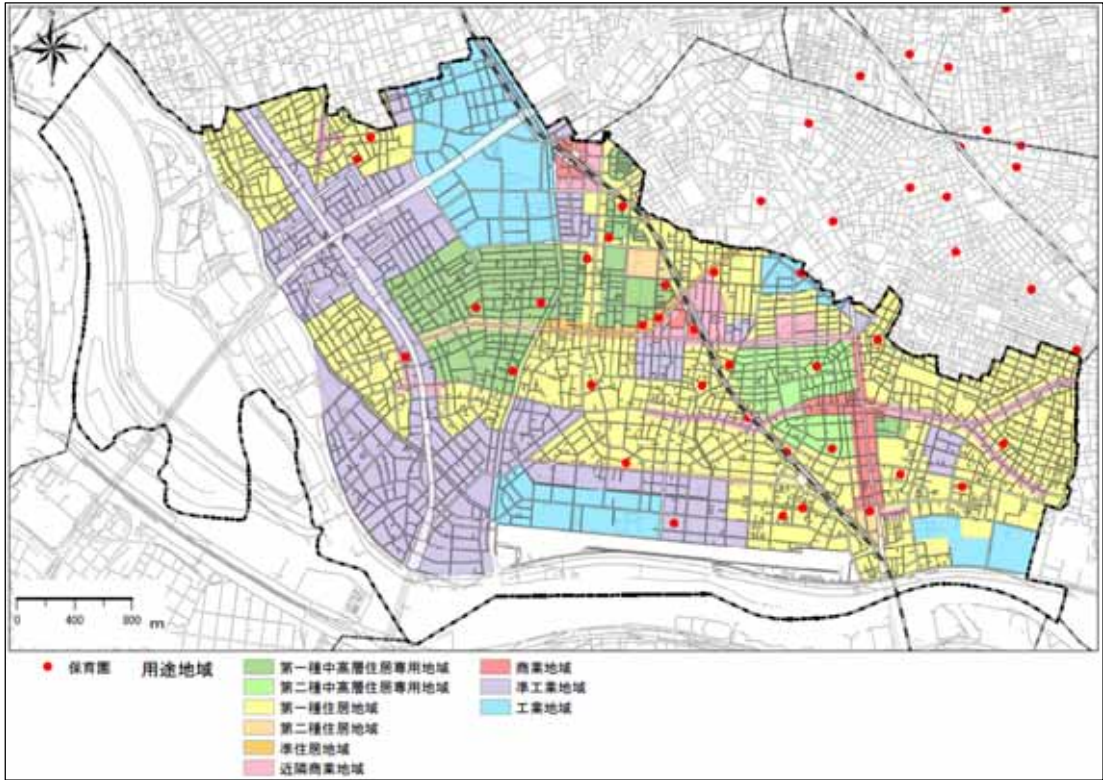 0 400 800 m
保育園
用途地域
第一種中高層住居専用地域
第二種中高層住居専用地域
第一種住居地域
第二種住居地域
準住居地域
近隣商業地域
商業地域
準工業地域
工業地域